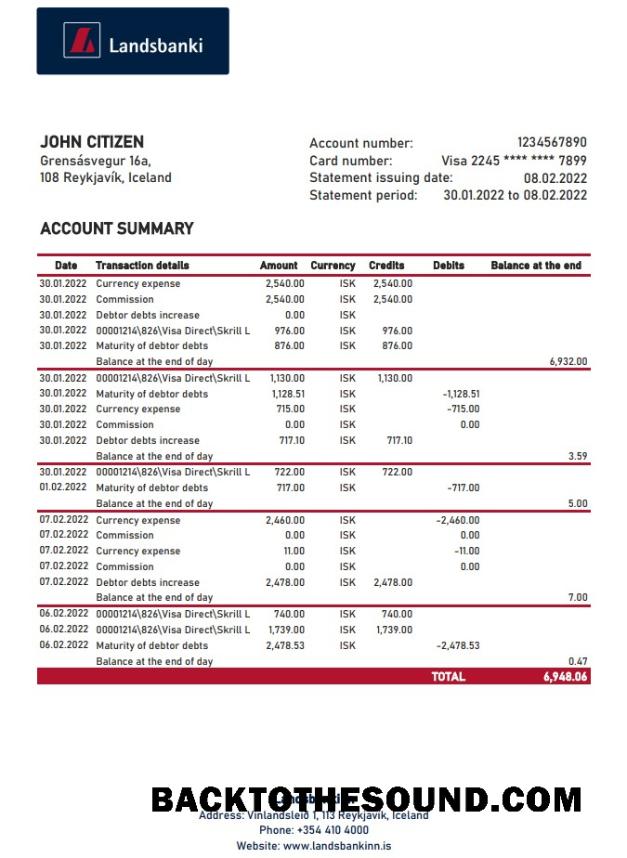 Landsbanki
JOHN CITIZEN
Grensásvegur 16a,
108 Reykjavík, Iceland
Account number: 1234567890
Card number: Visa 2245 **** **** 7899
Statement issuing date: 08.02.2022
Statement period: 30.01.2022 to 08.02.2022
ACCOUNT SUMMARY
Date Transaction details Amount Currency Credits Debits Balance at the end
30.01.2022 Currency expense 2,540.00 ISK 2,540.00
30.01.2022 Commission 2,540.00 ISK 2,540.00
30.01.2022 Debtor debts increase 0.00 ISK
30.01.2022 00001214\826\Visa Direct\Skrill L 976.00 ISK 976.00
30.01.2022 Maturity of debtor debts 876.00 ISK 876.00
Balance at the end of day 6,932.00
30.01.2022 00001214\826\Visa Direct\Skrill L 1,130.00 ISK 1,130.00
30.01.2022 Maturity of debtor debts 1,128.51 ISK -1,128.51
30.01.2022 Currency expense 715.00 ISK -715.00
30.01.2022 Commission 0.00 ISK 0.00
30.01.2022 Debtor debts increase 717.10 ISK 717.10
Balance at the end of day 3.59
30.01.2022 00001214\826\Visa Direct\Skrill L 722.00 ISK 722.00
01.02.2022 Maturity of debtor debts 717.00 ISK -717.00
Balance at the end of day 5.00
07.02.2022 Currency expense 2,460.00 ISK -2,460.00
07.02.2022 Commission 0.00 ISK 0.00
07.02.2022 Currency expense 11.00 ISK -11.00
07.02.2022 Commission 0.00 ISK 0.00
07.02.2022 Debtor debts increase 2,478.00 ISK 2,478.00
Balance at the end of day 7.00
06.02.2022 00001214\826\Visa Direct\Skrill L 740.00 ISK 740.00
06.02.2022 00001214\826\Visa Direct\Skrill L 1,739.00 ISK 1,739.00
06.02.2022 Maturity of debtor debts 2,478.53 ISK -2,478.53
Balance at the end of day 0.47
TOTAL 6,948.06
BACKTOTHESOUND.COM
Address: Vinlandsleið 1, 113 Reykjavik, Iceland
Phone: +354 410 4000
Website: www.landsbankinn.is